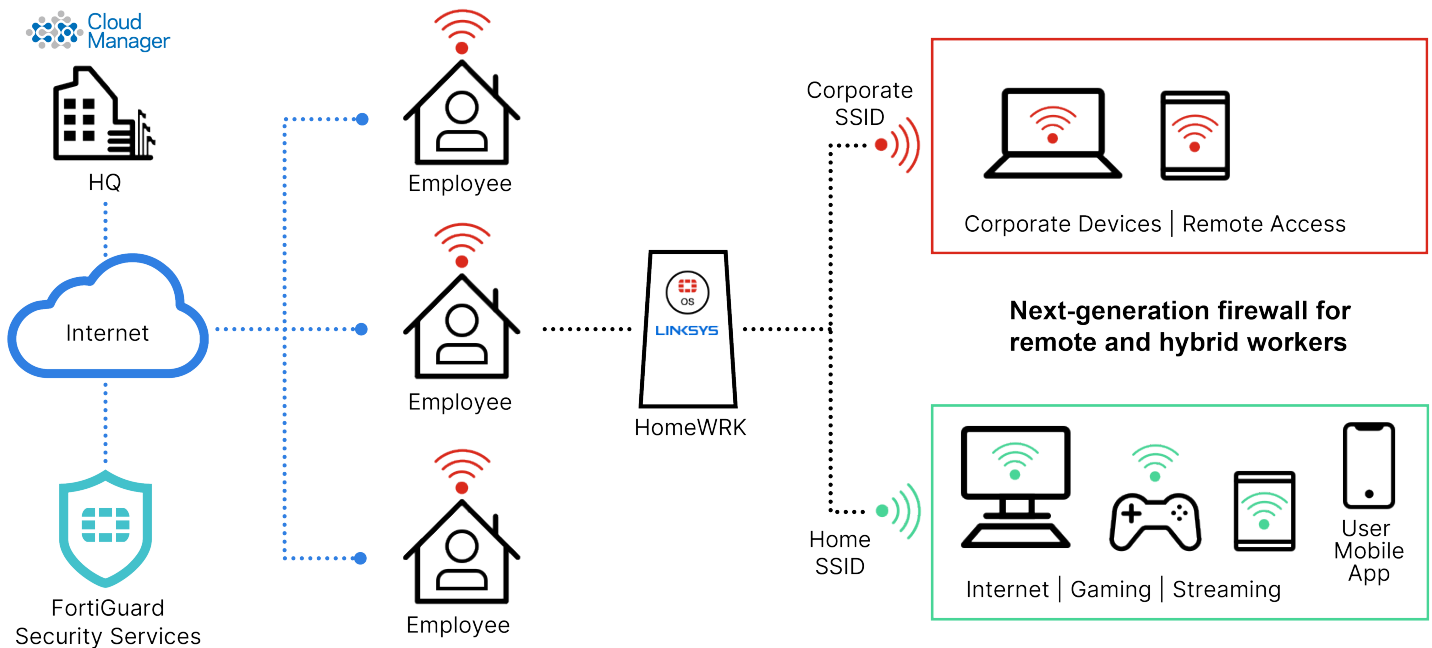 Cloud
Manager
HQ
Internet
FortiGuard
Security Services
Employee
Employee
Employee
OS
LINKSYS
HomeWRK
Corporate
SSID
Corporate Devices | Remote Access
Next-generation firewall for
remote and hybrid workers
Home
SSID
Internet | Gaming | Streaming
User
Mobile
App